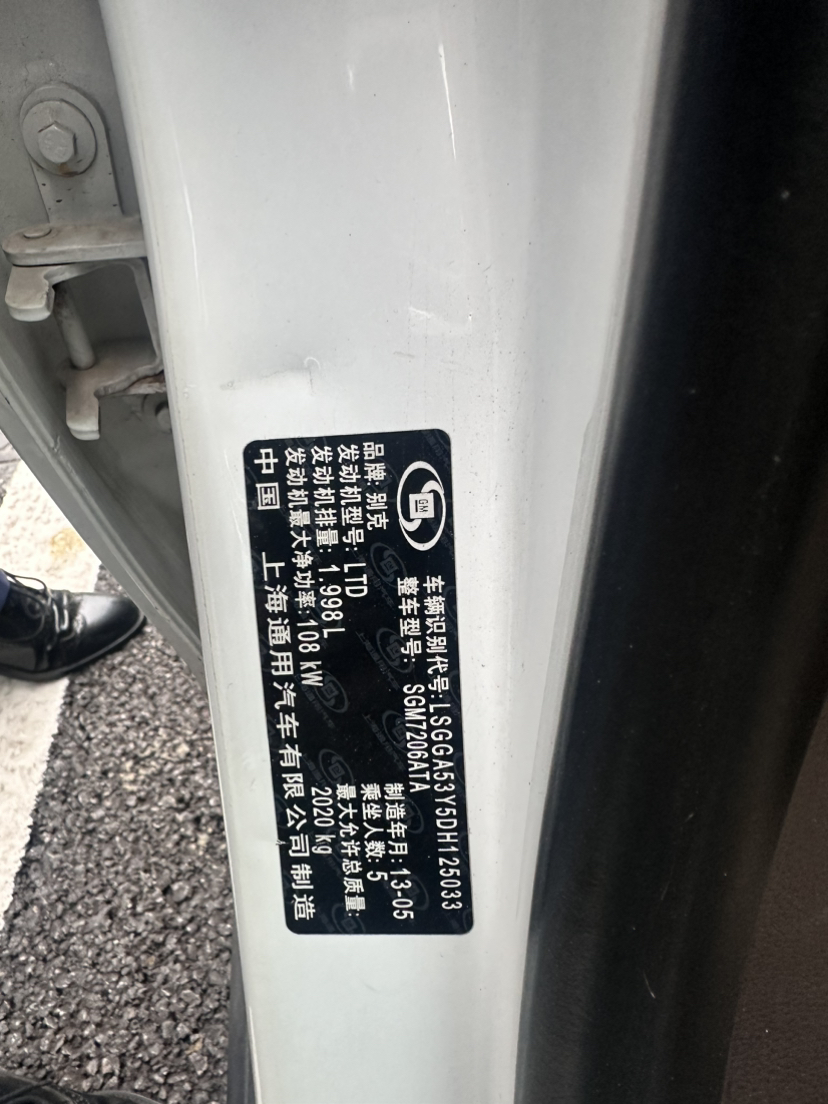 GM
车辆识别代号:LSGGA53Y5DH125033
整车型号: SGM7206ATA
品牌: 别克 制造年月: 13-05
发动机型号: LTD 乘坐人数: 5
发动机排量: 1.998L 最大允许总质量:
发动机最大净功率:108 kW 2020 kg
中国 上海通用汽车有限公司制造